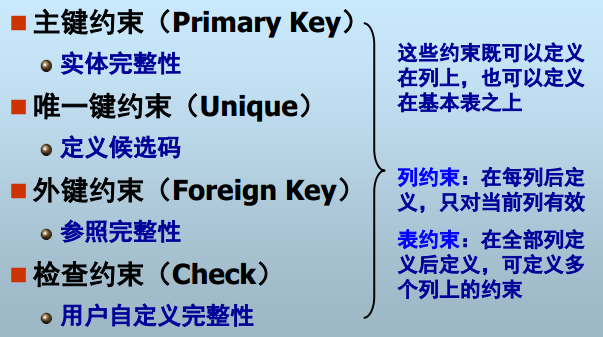 主键约束（Primary Key）
实体完整性
唯一键约束（Unique）
定义候选码
外键约束（Foreign Key）
参照完整性
检查约束（Check）
用户自定义完整性
这些约束既可以定义
在列上，也可以定义
在基本表之上
列约束：在每列后定
义，只对当前列有效
表约束：在全部列定
义后定义，可定义多
个列上的约束